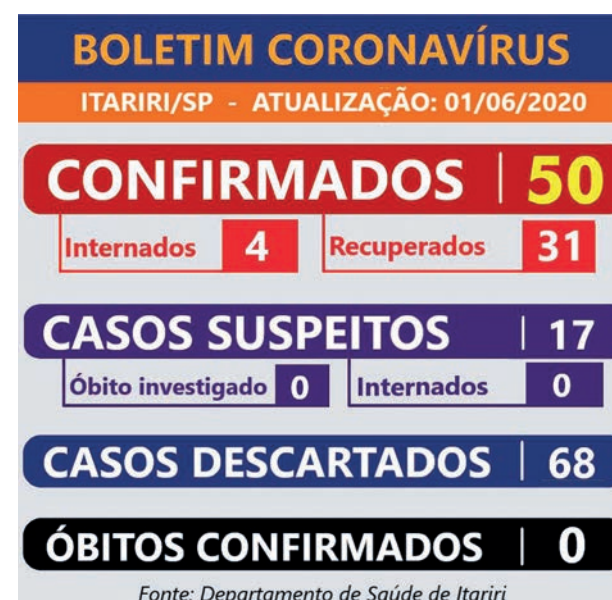 BOLETIM CORONAVÍRUS
ITARIRI/SP - ATUALIZAÇÃO: 01/06/2020
CONFIRMADOS | 50
Internados 4 Recuperados 31
CASOS SUSPEITOS | 17
Óbito investigado 0 Internados 0
CASOS DESCARTADOS | 68
ÓBITOS CONFIRMADOS | 0
Fonte: Departamento de Saúde de Itariri